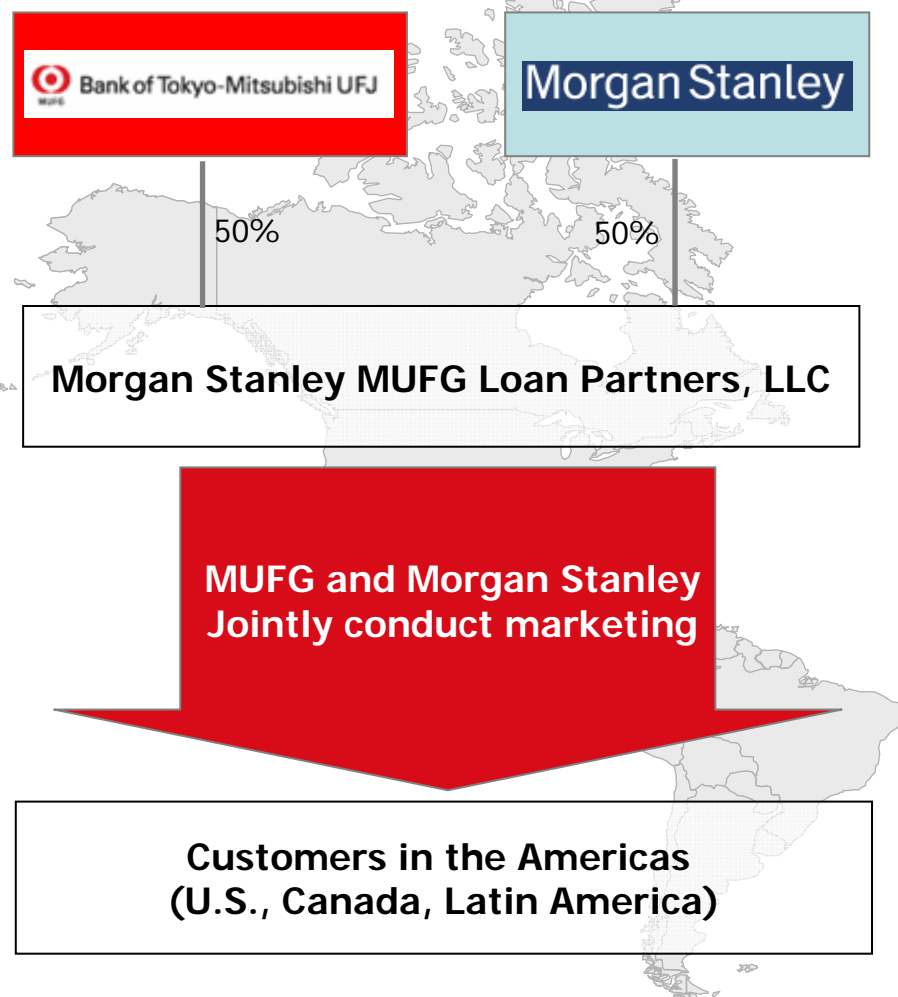 MUFG
Bank of Tokyo-Mitsubishi UFJ
Morgan Stanley
50%
50%
Morgan Stanley MUFG Loan Partners, LLC
MUFG and Morgan Stanley
Jointly conduct marketing
Customers in the Americas
(U.S., Canada, Latin America)